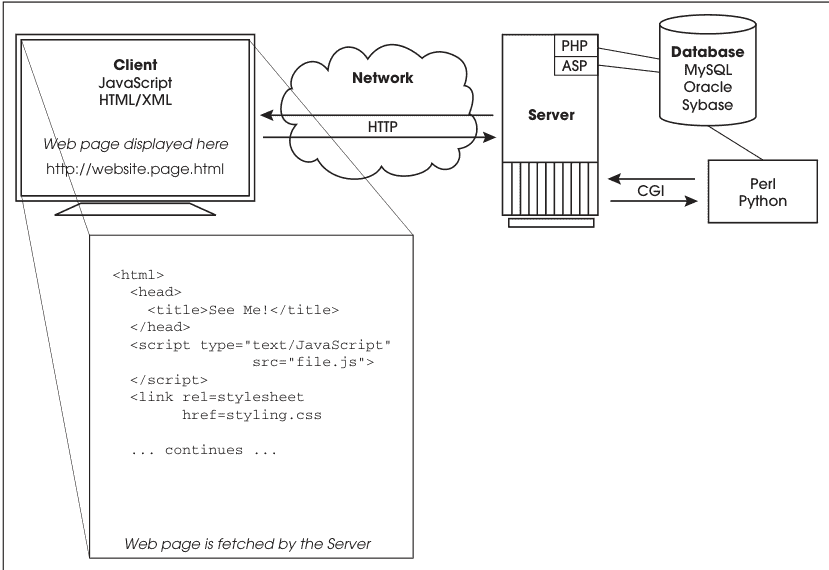 Client
JavaScript
HTML/XML
Web page displayed here
http://website.page.html
Network
HTTP
PHP
ASP
Server
Database
MySQL
Oracle
Sybase
CGI
Perl
Python
<html>
<head>
<title>See Me!</title>
</head>
<script type="text/JavaScript"
src="file.js">
</script>
<link rel=stylesheet
href=styling.css
... continues ...
Web page is fetched by the Server